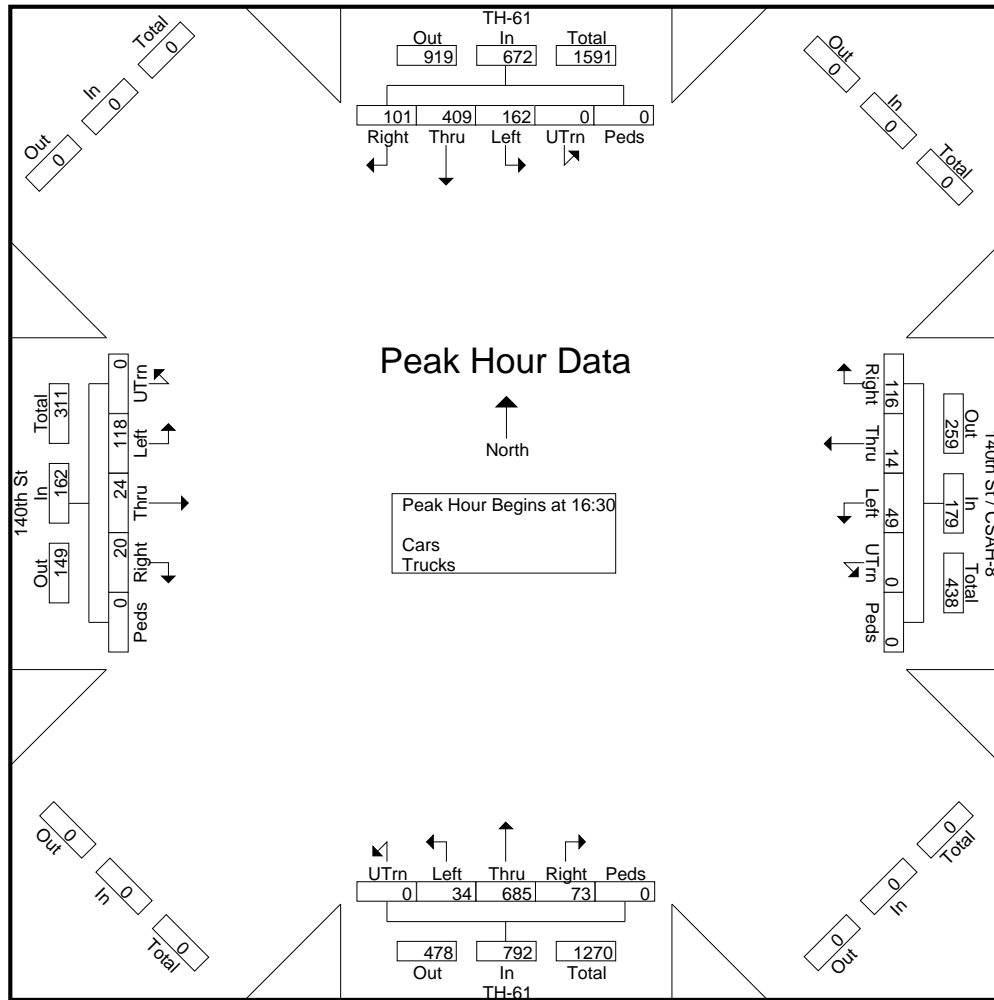 TH-61
Out In Total
919 672 1591
101 409 162 0 0
Right Thru Left UTrn Peds
Total 0
In 0
Out 0
Out 0
In 0
Total 0
Peak Hour Data
North
Peak Hour Begins at 16:30
Cars
Trucks
140th St
Total In Out
311 162 149
0 118 24 20 0
UTrn Left Thru Right Peds
140th St / CSAH-8
Out In Total
259 179 438
116 14 49 0 0
Right Thru Left UTrn Peds
Out 0
In 0
Total 0
Total 0
In 0
Out 0
UTrn Left Thru Right Peds
0 34 685 73 0
478 792 1270
Out In Total
TH-61